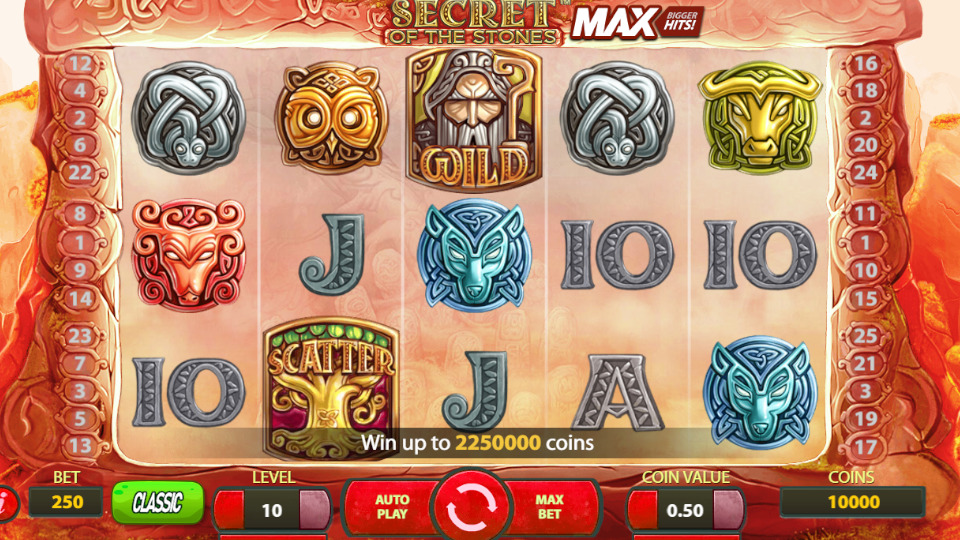 SECRET™
OF THE STONES
MAX
BIGGER
HITS!
12
4
2
6
22
8
1
9
14
23
7
3
5
13
16
18
2
20
24
11
1
10
15
25
21
3
19
17
WILD
J
10
10
10
SCATTER
J
A
Win up to 2250000 coins
BET
250
CLASSIC
LEVEL
10
AUTO
PLAY
MAX
BET
COIN VALUE
0.50
COINS
10000
i